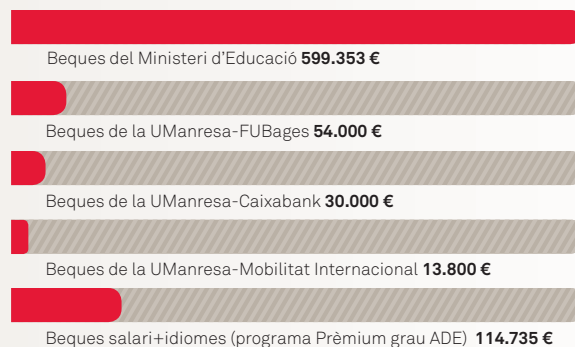 Beques del Ministeri d'Educació 599.353 €
Beques de la UManresa-FUBages 54.000 €
Beques de la UManresa-Caixabank 30.000 €
Beques de la UManresa-Mobilitat Internacional 13.800 €
Beques salari+idiomes (programa Prèmium grau ADE) 114.735 €